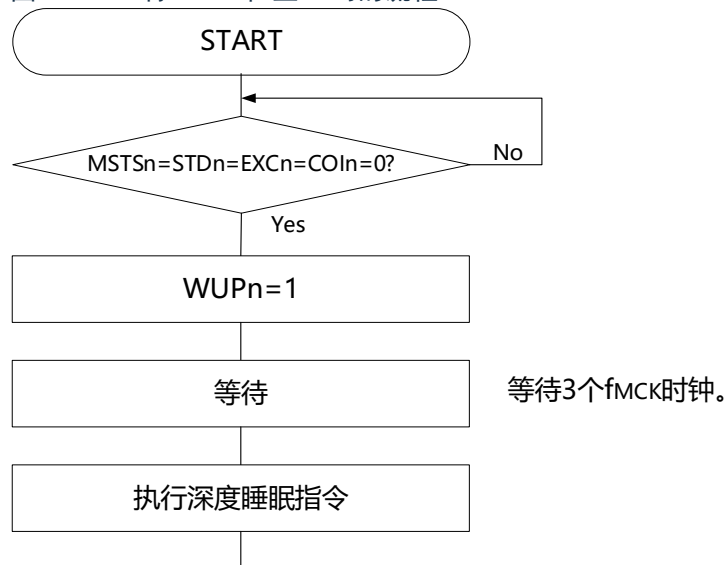 START
MSTSn=STDn=EXCn=COIn=0?
No
Yes
WUPn=1
等待
等待3个fMCK时钟。
执行深度睡眠指令